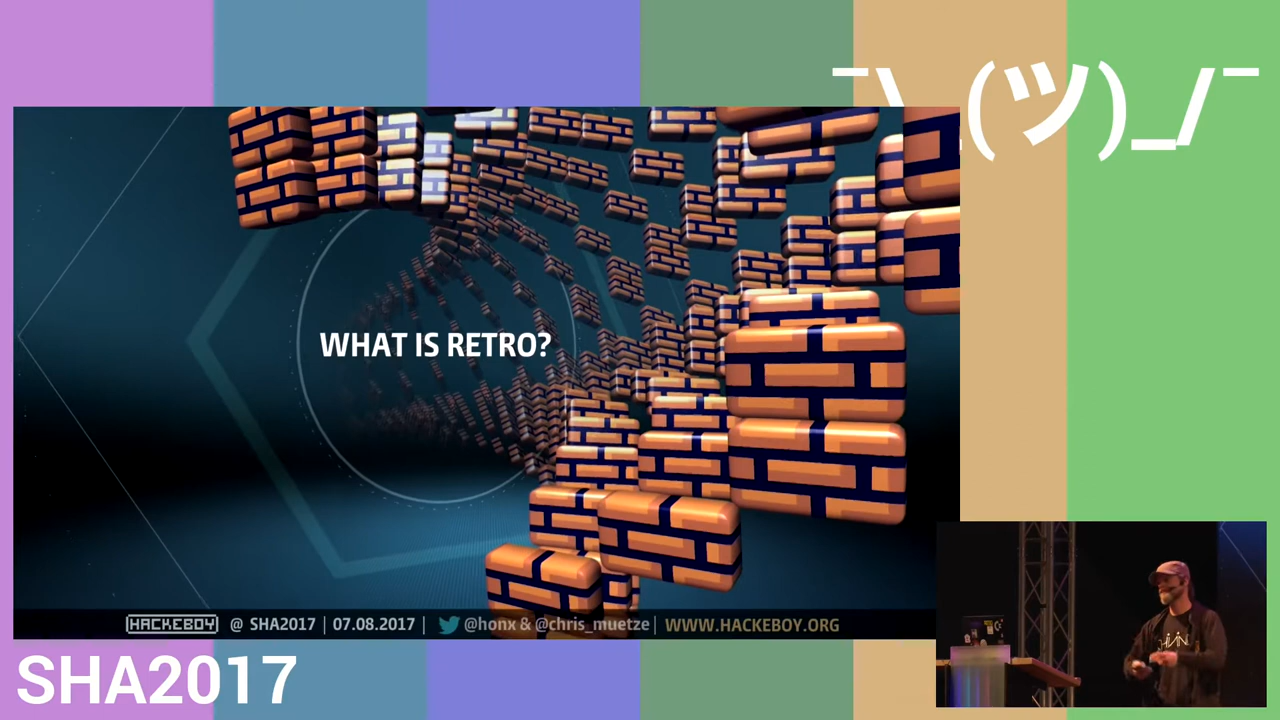 ¯\_(ツ)_/¯
WHAT IS RETRO?
HACKEBOY @ SHA2017 | 07.08.2017 | @honx & @chris_muetze | WWW.HACKEBOY.ORG
SHA2017